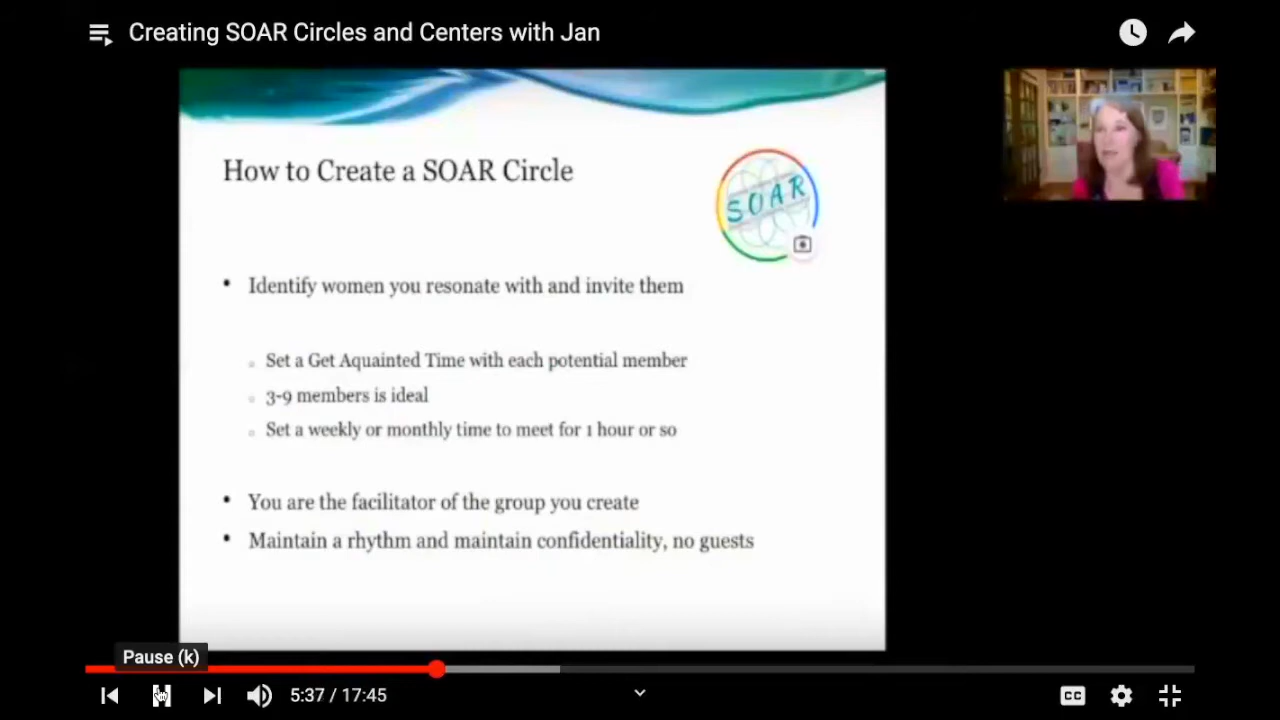 Creating SOAR Circles and Centers with Jan
How to Create a SOAR Circle
SOAR
Identify women you resonate with and invite them
Set a Get Aquainted Time with each potential member
3-9 members is ideal
Set a weekly or monthly time to meet for 1 hour or so
You are the facilitator of the group you create
Maintain a rhythm and maintain confidentiality, no guests
Pause (k)
5:37 / 17:45
CC